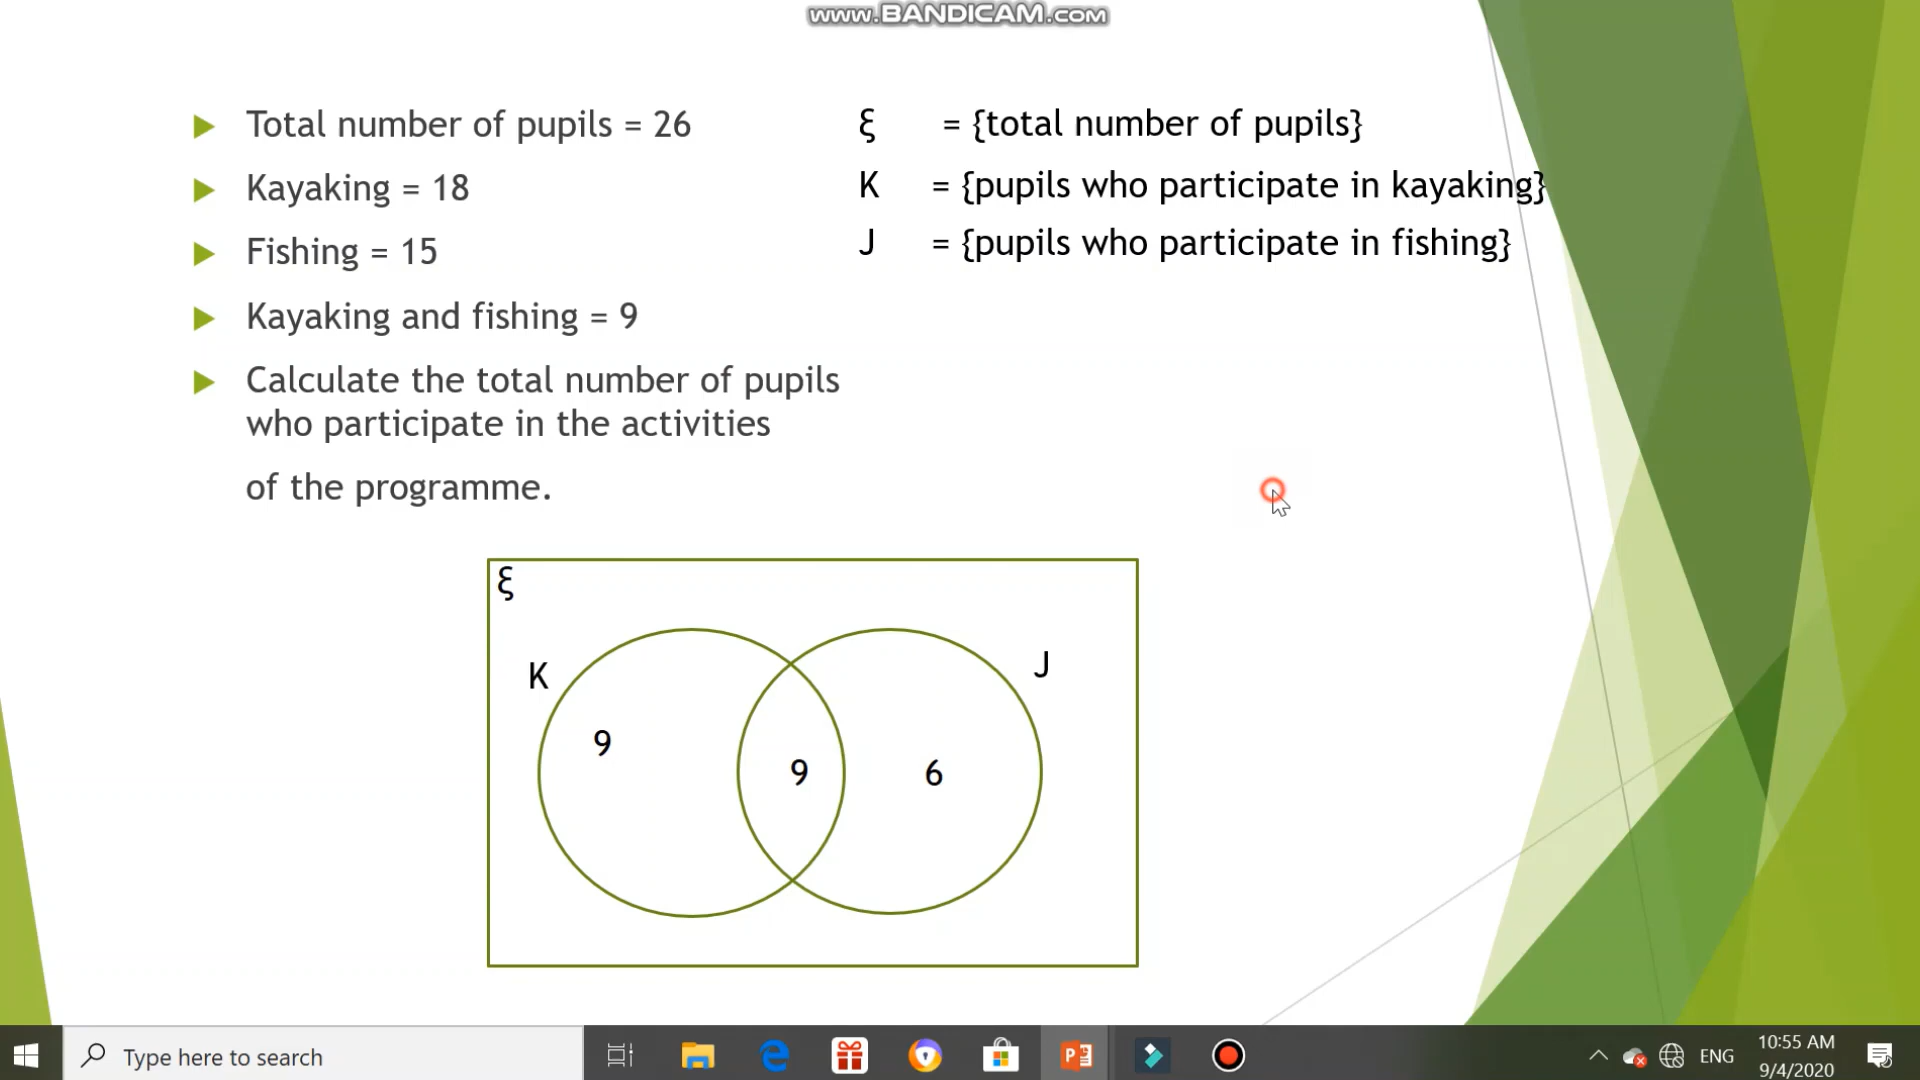 www.BANDICAM.com
Total number of pupils = 26
Kayaking = 18
Fishing = 15
Kayaking and fishing = 9
Calculate the total number of pupils
who participate in the activities
of the programme.
ξ = {total number of pupils}
K = {pupils who participate in kayaking}
J = {pupils who participate in fishing}
ξ
K
J
9
9
6
Type here to search
ENG
10:55 AM
9/4/2020